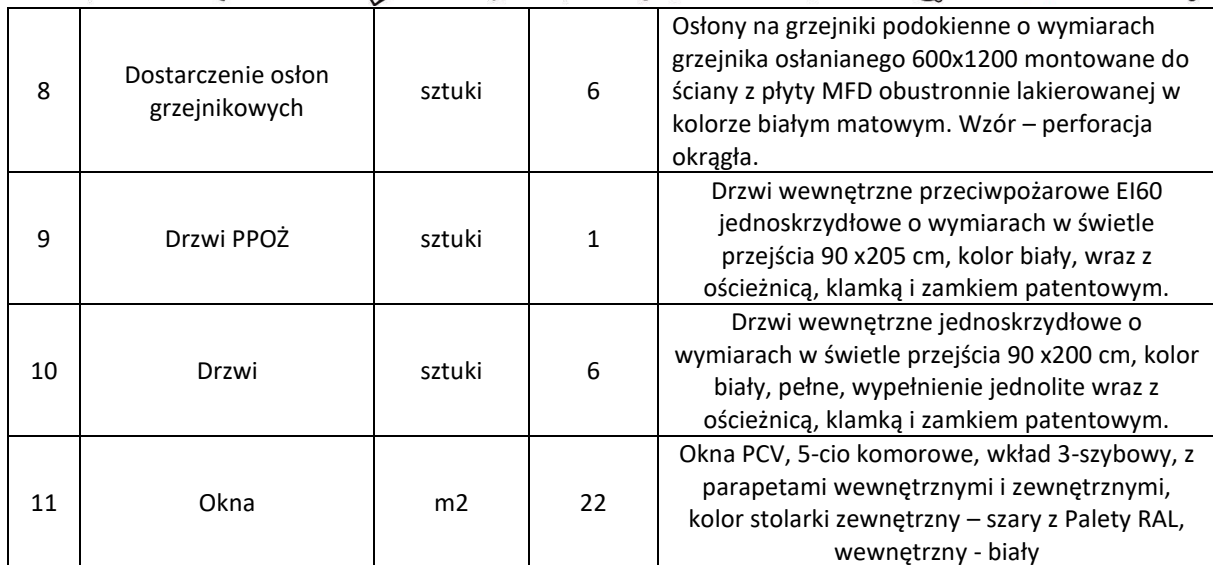 8
Dostarczenie osłon
grzejnikowych
sztuki
6
Osłony na grzejniki podokienne o wymiarach
grzejnika osłanianego 600x1200 montowane do
ściany z płyty MFD obustronnie lakierowanej w
kolorze białym matowym. Wzór – perforacja
okrągła.
9
Drzwi PPOŻ
sztuki
1
Drzwi wewnętrzne przeciwpożarowe EI60
jednoskrzydłowe o wymiarach w świetle
przejścia 90 x205 cm, kolor biały, wraz z
ościeżnicą, klamką i zamkiem patentowym.
10
Drzwi
sztuki
6
Drzwi wewnętrzne jednoskrzydłowe o
wymiarach w świetle przejścia 90 x200 cm, kolor
biały, pełne, wypełnienie jednolite wraz z
ościeżnicą, klamką i zamkiem patentowym.
11
Okna
m2
22
Okna PCV, 5-cio komorowe, wkład 3-szybowy, z
parapetami wewnętrznymi i zewnętrznymi,
kolor stolarki zewnętrzny – szary z Palety RAL,
wewnętrzny - biały